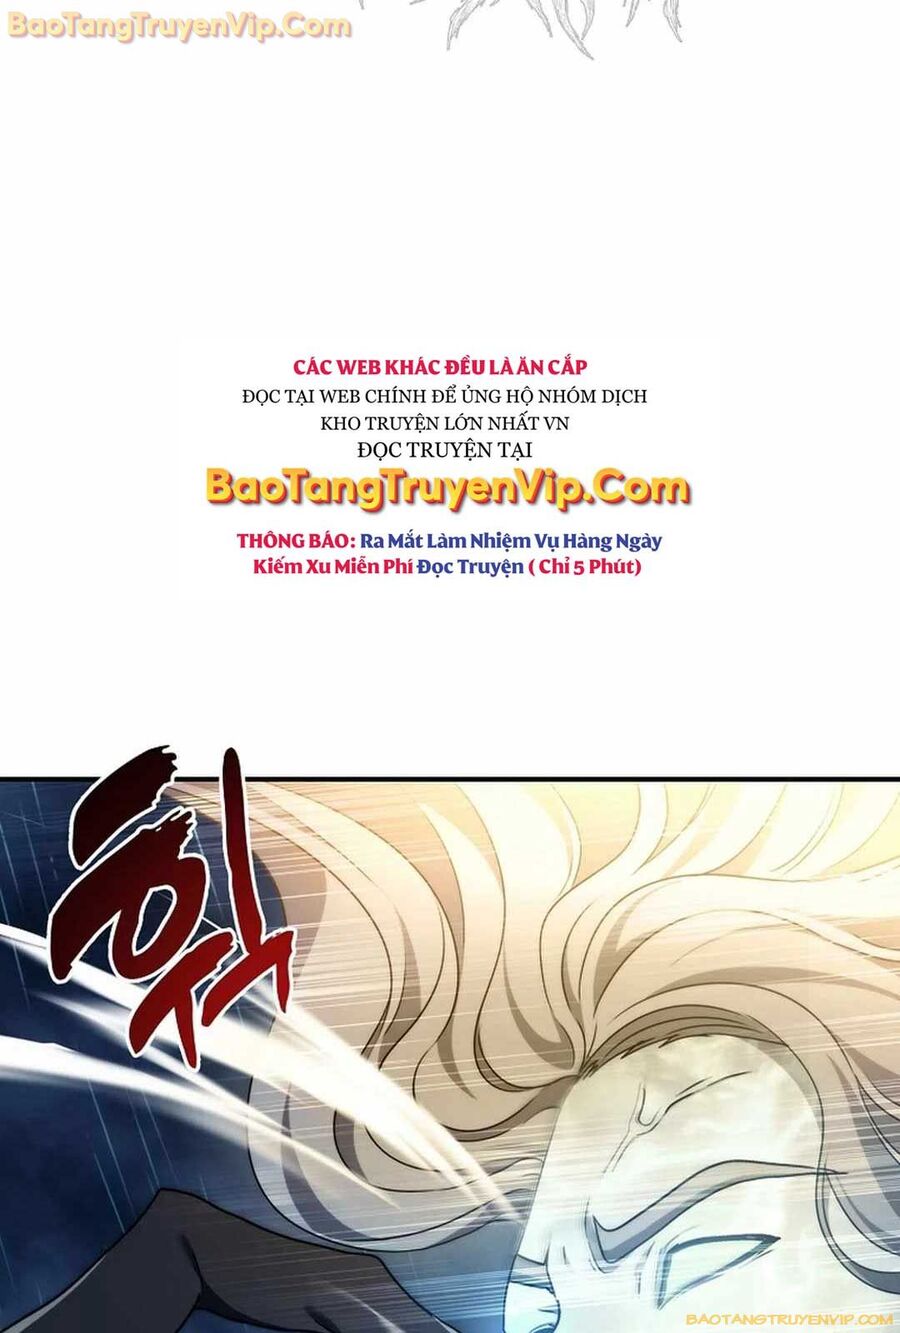 BaoTangTruyenVip.Com
CÁC WEB KHÁC ĐỀU LÀ ĂN CẮP
ĐỌC TẠI WEB CHÍNH ĐỂ ỦNG HỘ NHÓM DỊCH
KHO TRUYỆN LỚN NHẤT VN
ĐỌC TRUYỆN TẠI
BaoTangTruyenVip.Com
THÔNG BÁO: Ra Mắt Làm Nhiệm Vụ Hàng Ngày
Kiếm Xu Miễn Phí Đọc Truyện ( Chỉ 5 Phút)
휙
BAOTANGTRUYENVIP.COM